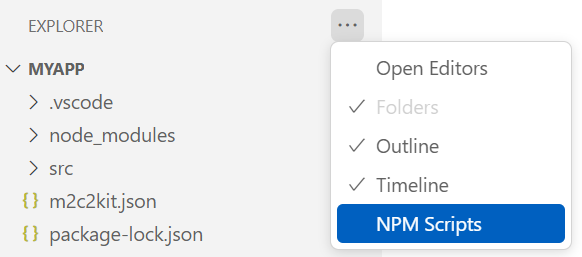 EXPLORER
···
MYAPP
.vscode
node_modules
src
{} m2c2kit.json
{} package-lock.json
Open Editors
Folders
Outline
Timeline
NPM Scripts